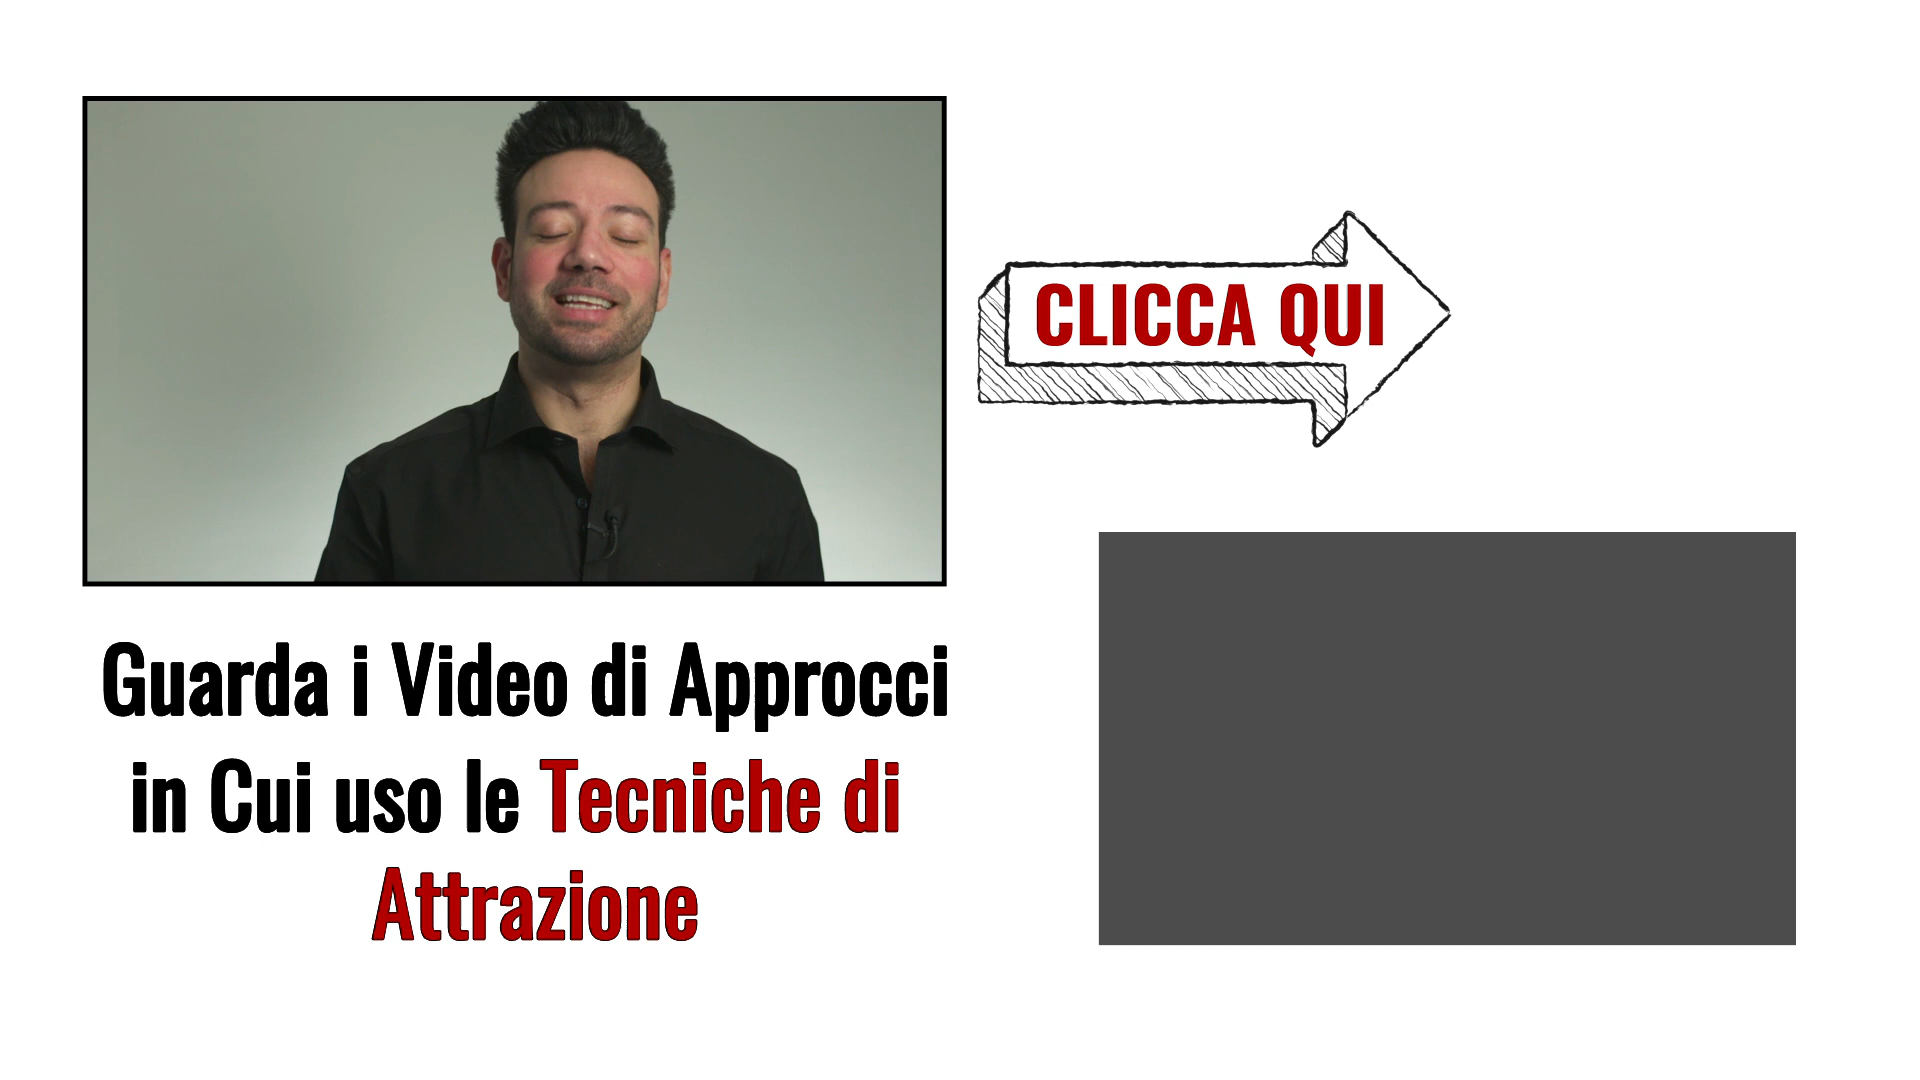 CLICCA QUI
Guarda i Video di Approcci
in Cui uso le Tecniche di
Attrazione